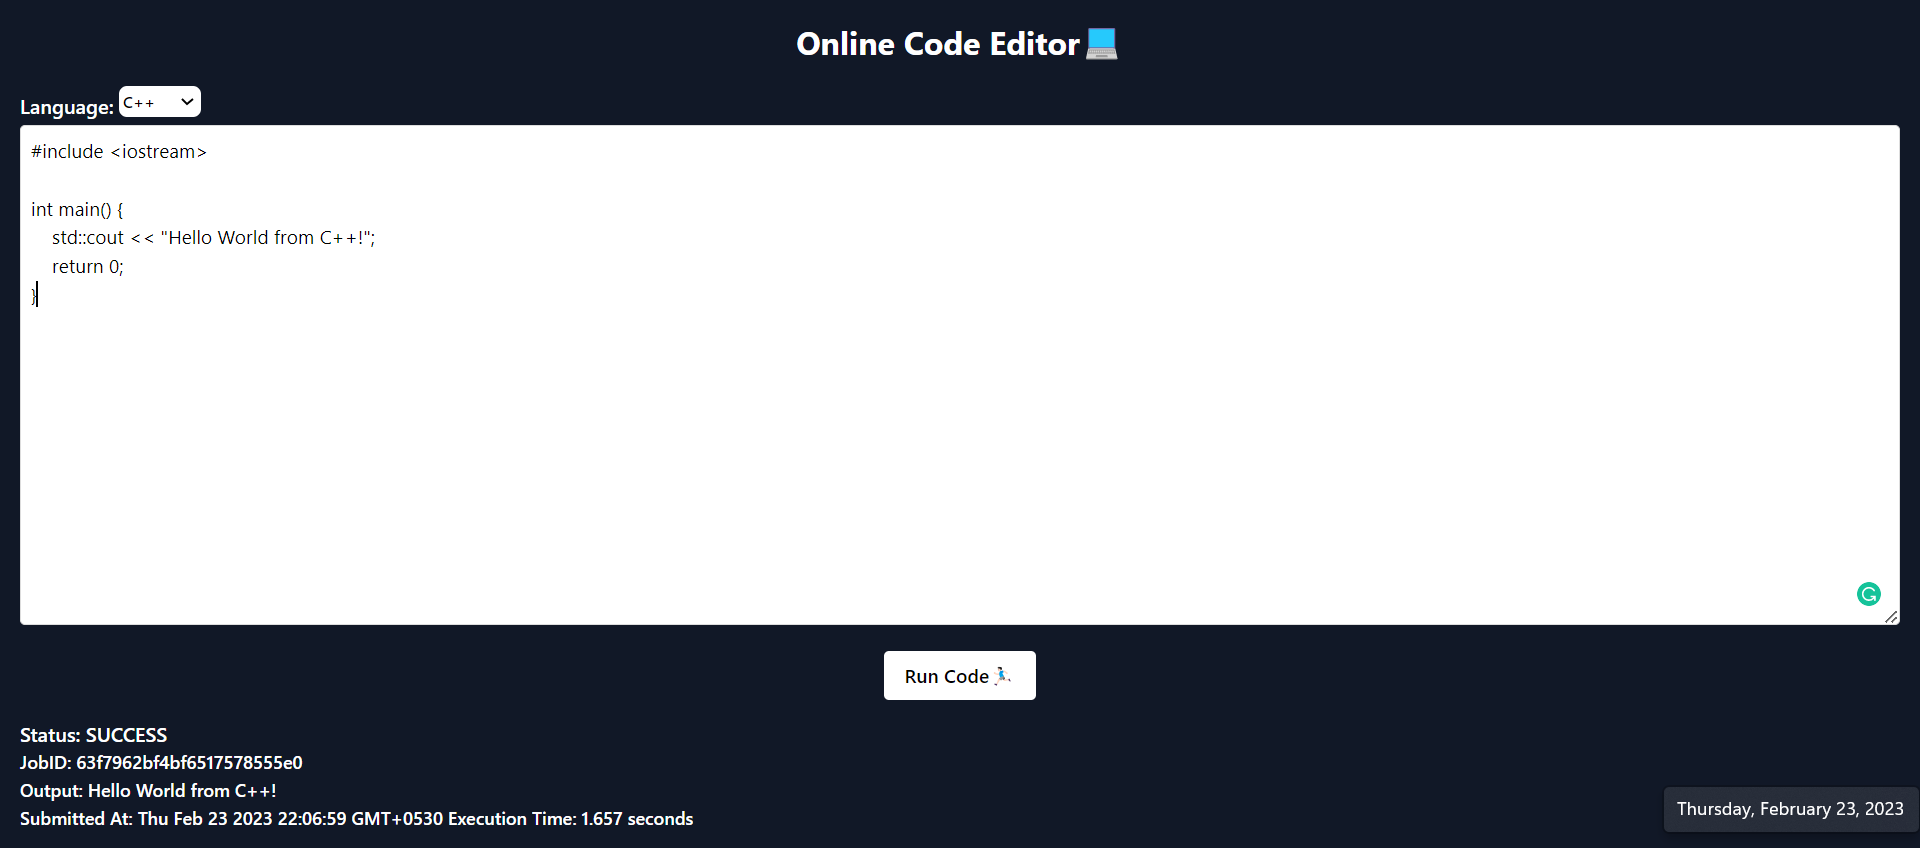 Online Code Editor💻
Language: C++
#include <iostream>
int main() {
    std::cout << "Hello World from C++!";
    return 0;
}
Run Code🏃
Status: SUCCESS
JobID: 63f7962bf4bf6517578555e0
Output: Hello World from C++!
Submitted At: Thu Feb 23 2023 22:06:59 GMT+0530 Execution Time: 1.657 seconds
Thursday, February 23, 2023